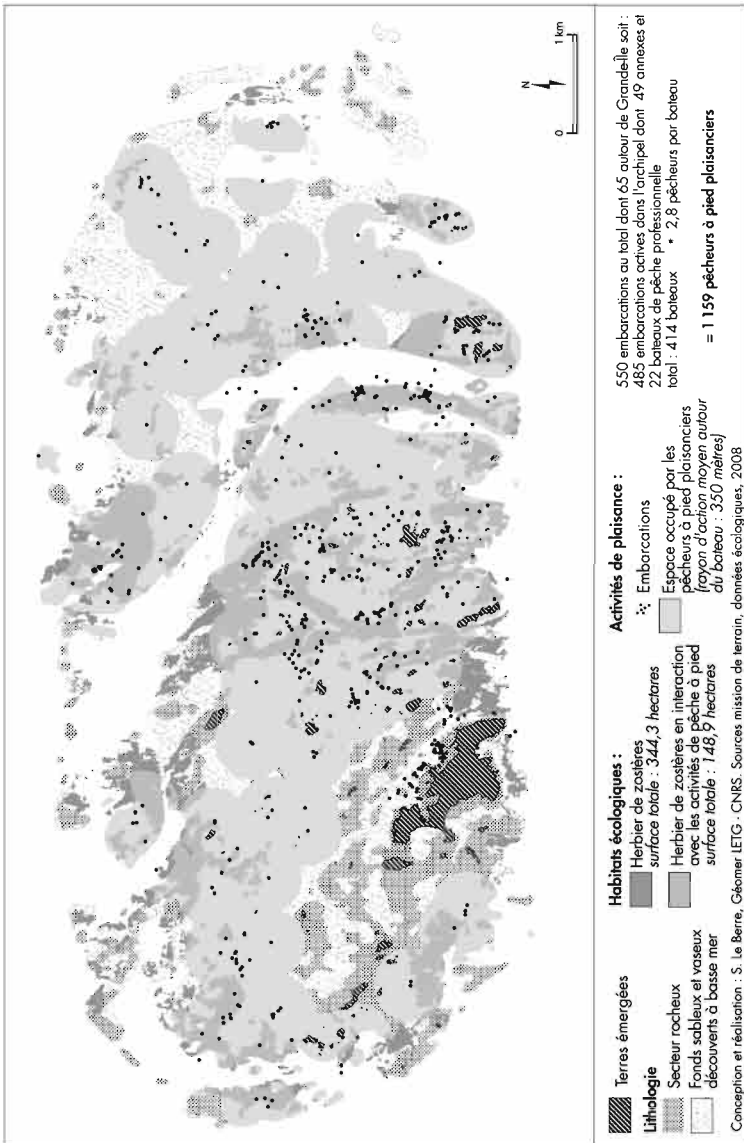 N
0
1 km
Terres émergées
Lithologie
Secteur rocheux
Fonds sableux et vaseux
découverts à basse mer
Habitats écologiques :
Herbier de zostères
surface totale : 344,3 hectares
Herbier de zostères en interaction
avec les activités de pêche à pied
surface totale : 148,9 hectares
Activités de plaisance :
Embarcations
Espace occupé par les
pêcheurs à pied plaisanciers
(rayon d'action moyen autour
du bateau : 350 mètres)
550 embarcations au total dont 65 autour de Grande-Ile soit :
485 embarcations actives dans l'archipel dont 49 annexes et
22 bateaux de pêche professionnelle
total : 414 bateaux * 2,8 pêcheurs par bateau
= 1 159 pêcheurs à pied plaisanciers
Conception et réalisation : S. Le Berre, Géomer LETG - CNRS. Sources mission de terrain, données écologiques, 2008